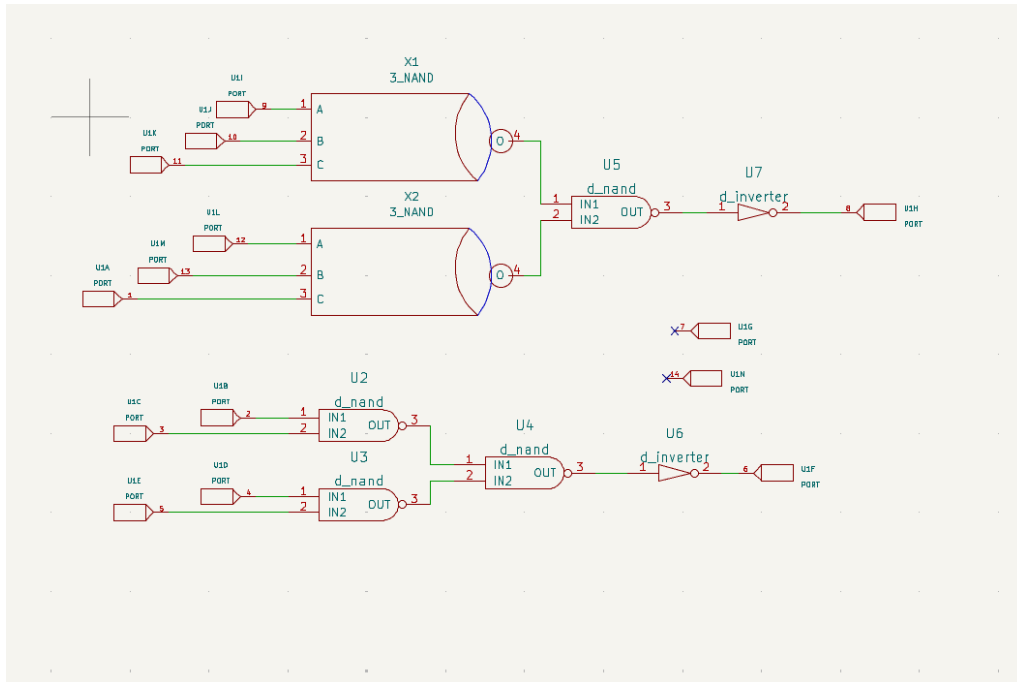 X1
3_NAND
U1I
PORT
9
1
A
U1J
PORT
10
2
B
U1K
PORT
11
3
C
O
4
X2
3_NAND
U1L
PORT
12
1
A
U1M
PORT
13
2
B
U1A
PORT
1
3
C
O
4
U5
d_nand
1
IN1
2
IN2
OUT
3
U7
d_inverter
1
2
8
U1H
PORT
7
U1G
PORT
14
U1N
PORT
U2
d_nand
U1B
PORT
2
1
IN1
U1C
PORT
3
2
IN2
OUT
3
U3
d_nand
U1D
PORT
4
1
IN1
U1E
PORT
5
2
IN2
OUT
3
U4
d_nand
1
IN1
2
IN2
OUT
3
U6
d_inverter
1
2
6
U1F
PORT